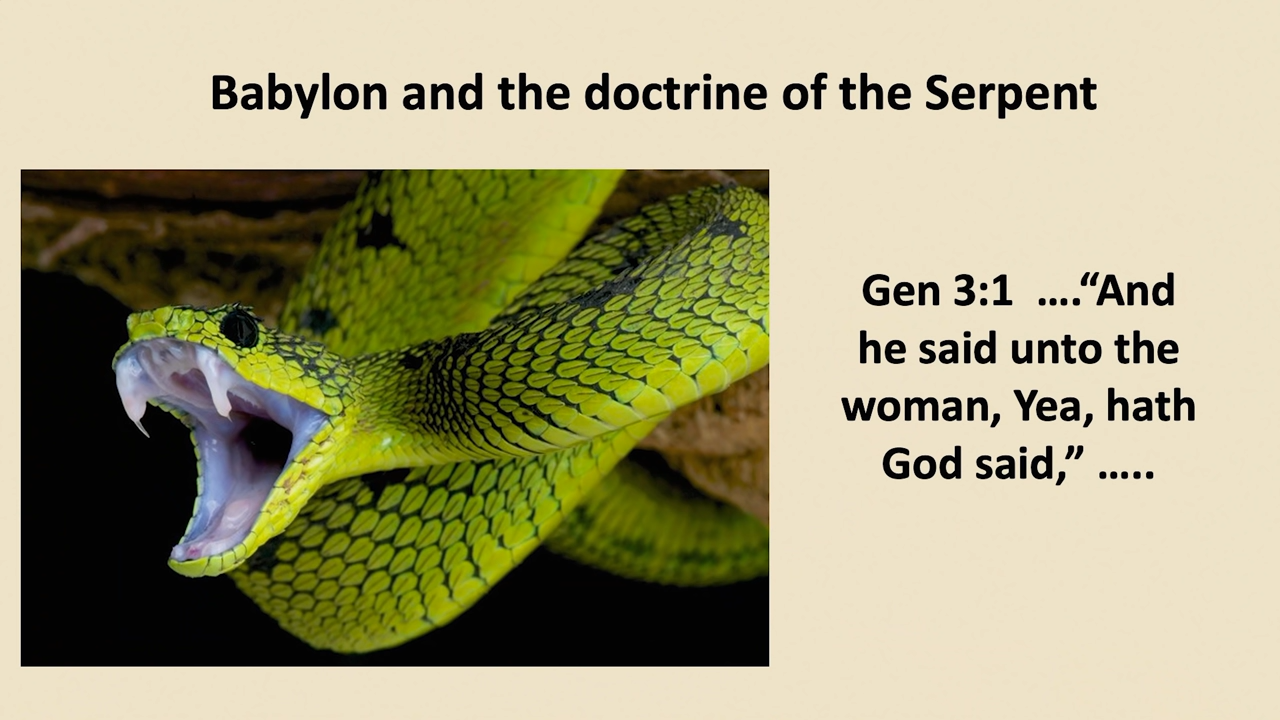 Babylon and the doctrine of the Serpent
Gen 3:1  ….“And
he said unto the
woman, Yea, hath
God said,” …..